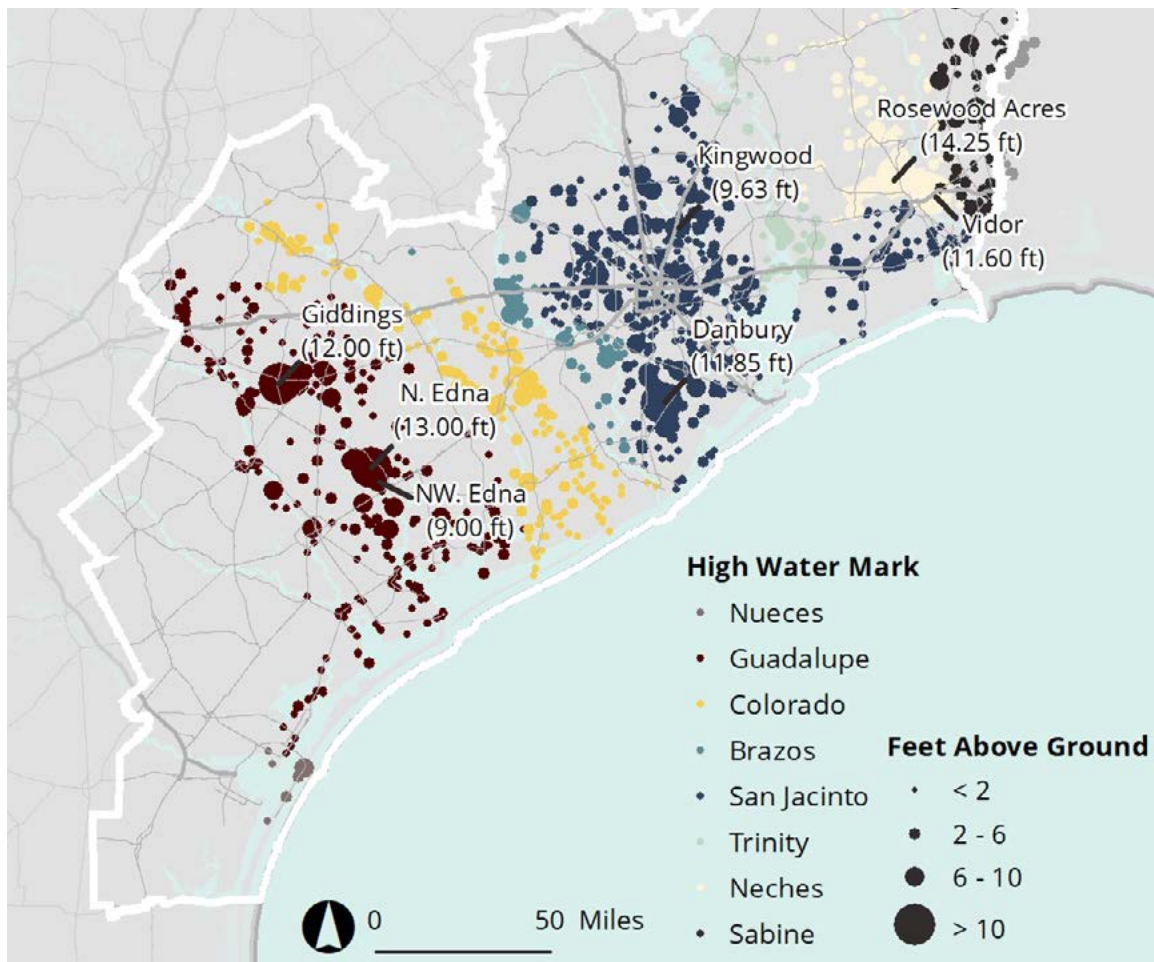 Rosewood Acres
(14.25 ft)
Kingwood
(9.63 ft)
Vidor
(11.60 ft)
Giddings
(12.00 ft)
Danbury
(11.85 ft)
N. Edna
(13.00 ft)
NW. Edna
(9.00 ft)
High Water Mark
Nueces
Guadalupe
Colorado
Brazos
San Jacinto
Trinity
Neches
Sabine
Feet Above Ground
< 2
2 - 6
6 - 10
> 10
0 50 Miles